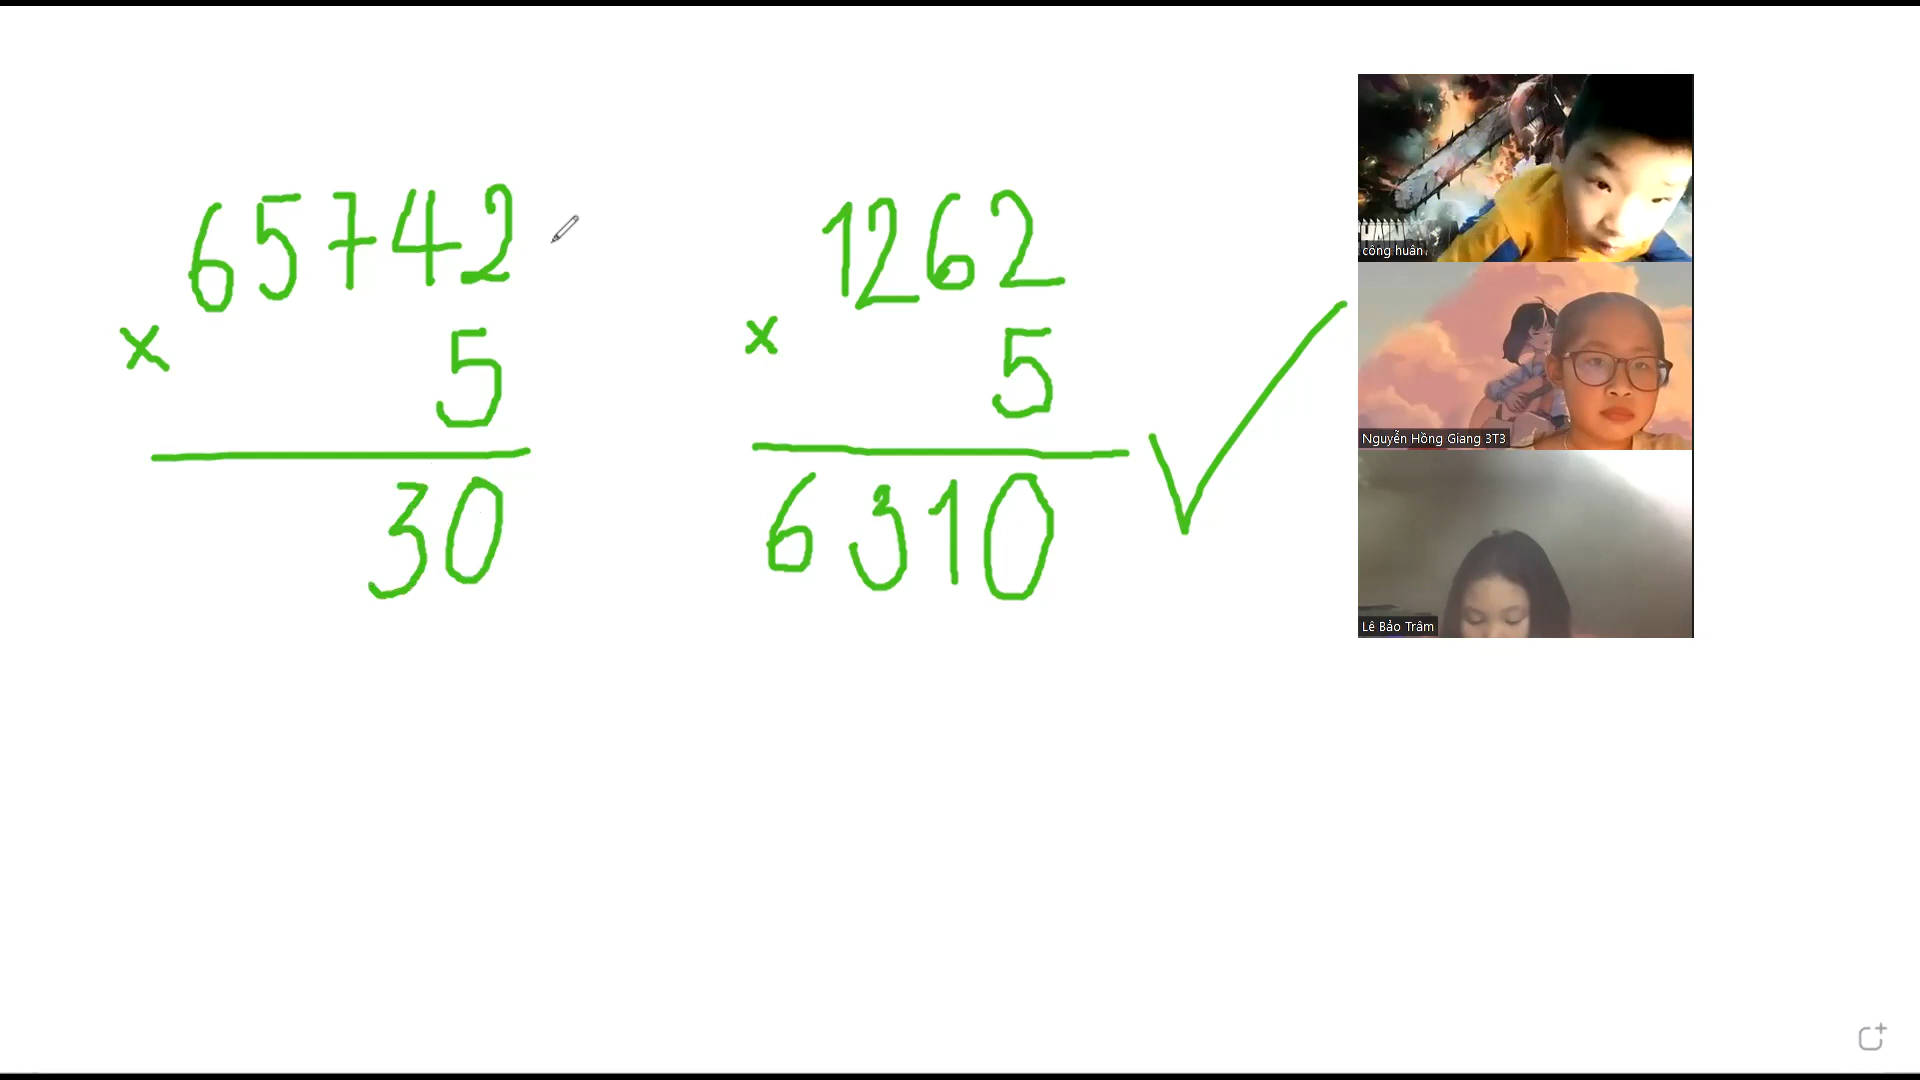 65742
x
5
30
1262
x
5
6310
công huân
Nguyễn Hồng Giang 3T3
Lê Bảo Trâm